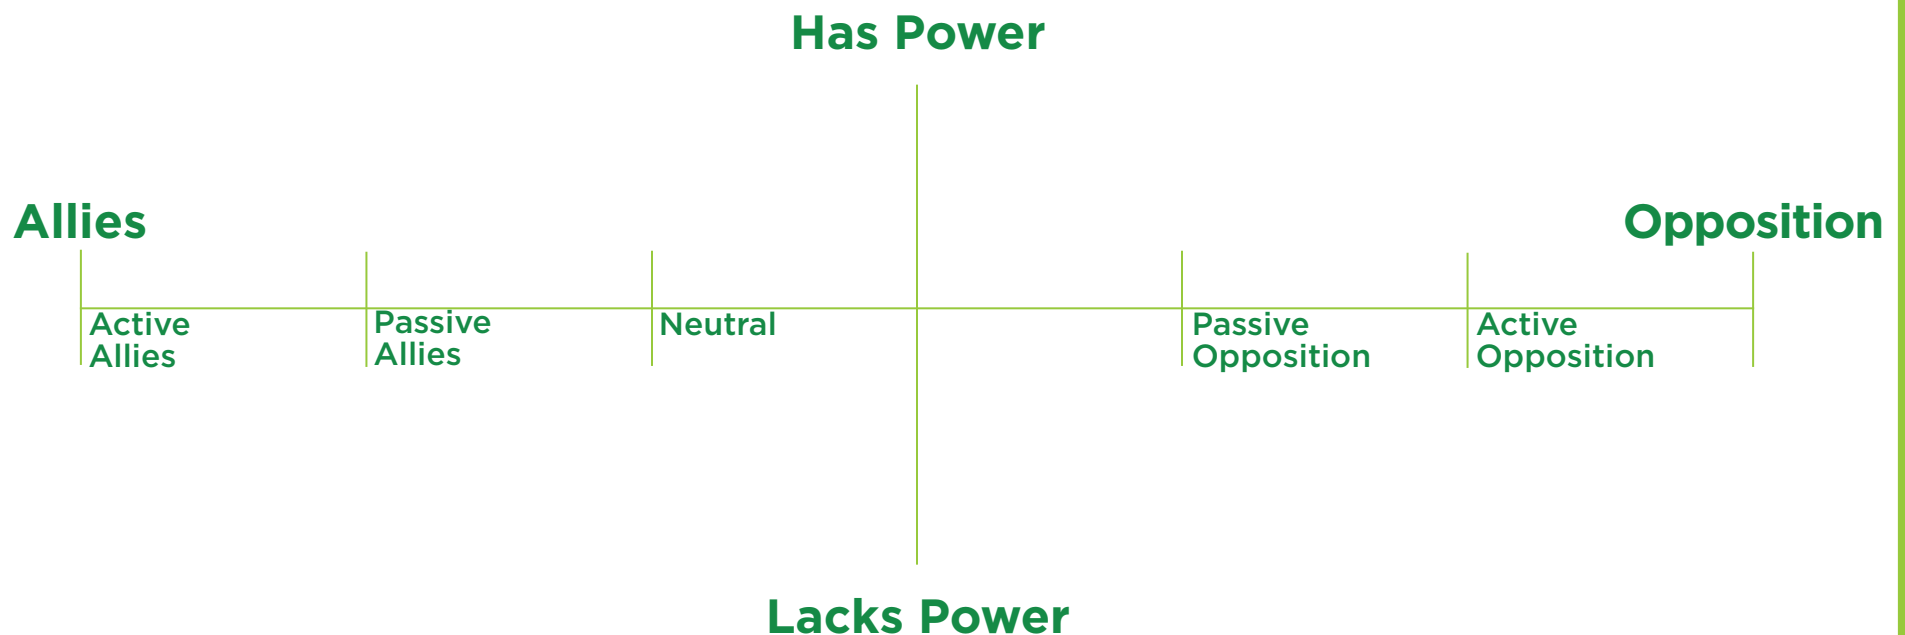 Has Power
Allies
Opposition
Active
Allies
Passive
Allies
Neutral
Passive
Opposition
Active
Opposition
Lacks Power